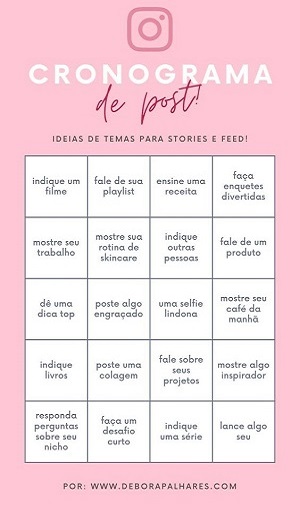 CRONOGRAMA
de post!
IDEIAS DE TEMAS PARA STORIES E FEED!
indique um
filme
fale de sua
playlist
ensine uma
receita
faça
enquetes
divertidas
mostre seu
trabalho
mostre sua
rotina de
skincare
indique
outras
pessoas
fale de um
produto
dê uma
dica top
poste algo
engraçado
uma selfie
lindona
mostre seu
café da
manhã
indique
livros
poste uma
colagem
fale sobre
seus
projetos
mostre algo
inspirador
responda
perguntas
sobre seu
nicho
faça um
desafio
curto
indique
uma série
lance algo
seu
POR: WWW.DEBORAPALHARES.COM